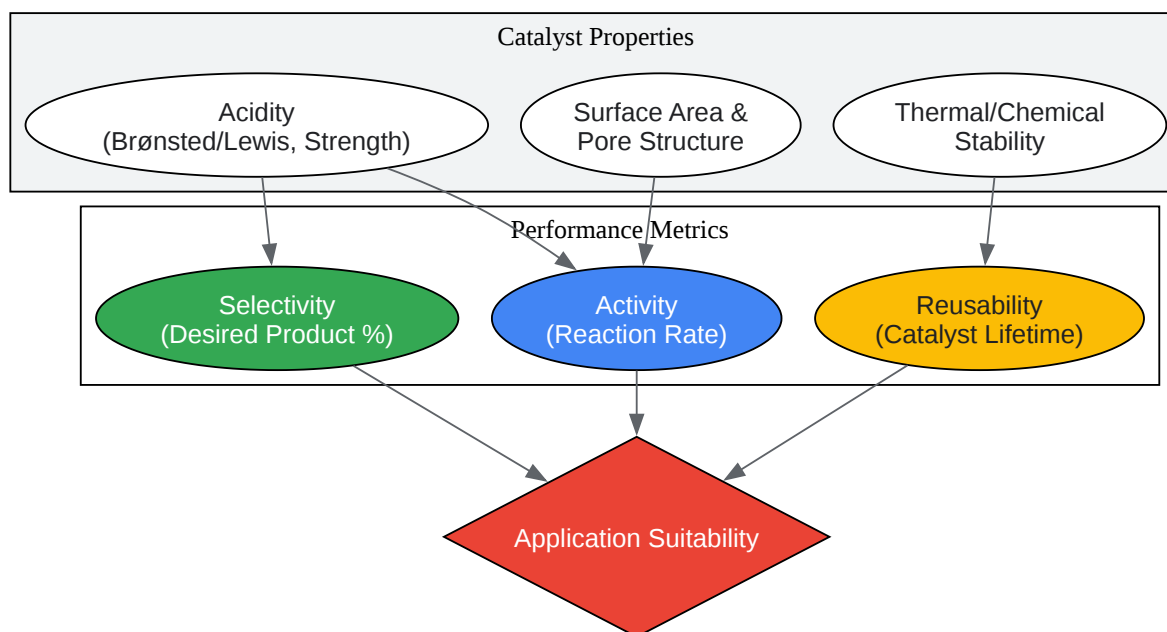 Catalyst Properties
Acidity
(Brønsted/Lewis, Strength)
Surface Area &
Pore Structure
Thermal/Chemical
Stability
Performance Metrics
Selectivity
(Desired Product %)
Activity
(Reaction Rate)
Reusability
(Catalyst Lifetime)
Application Suitability